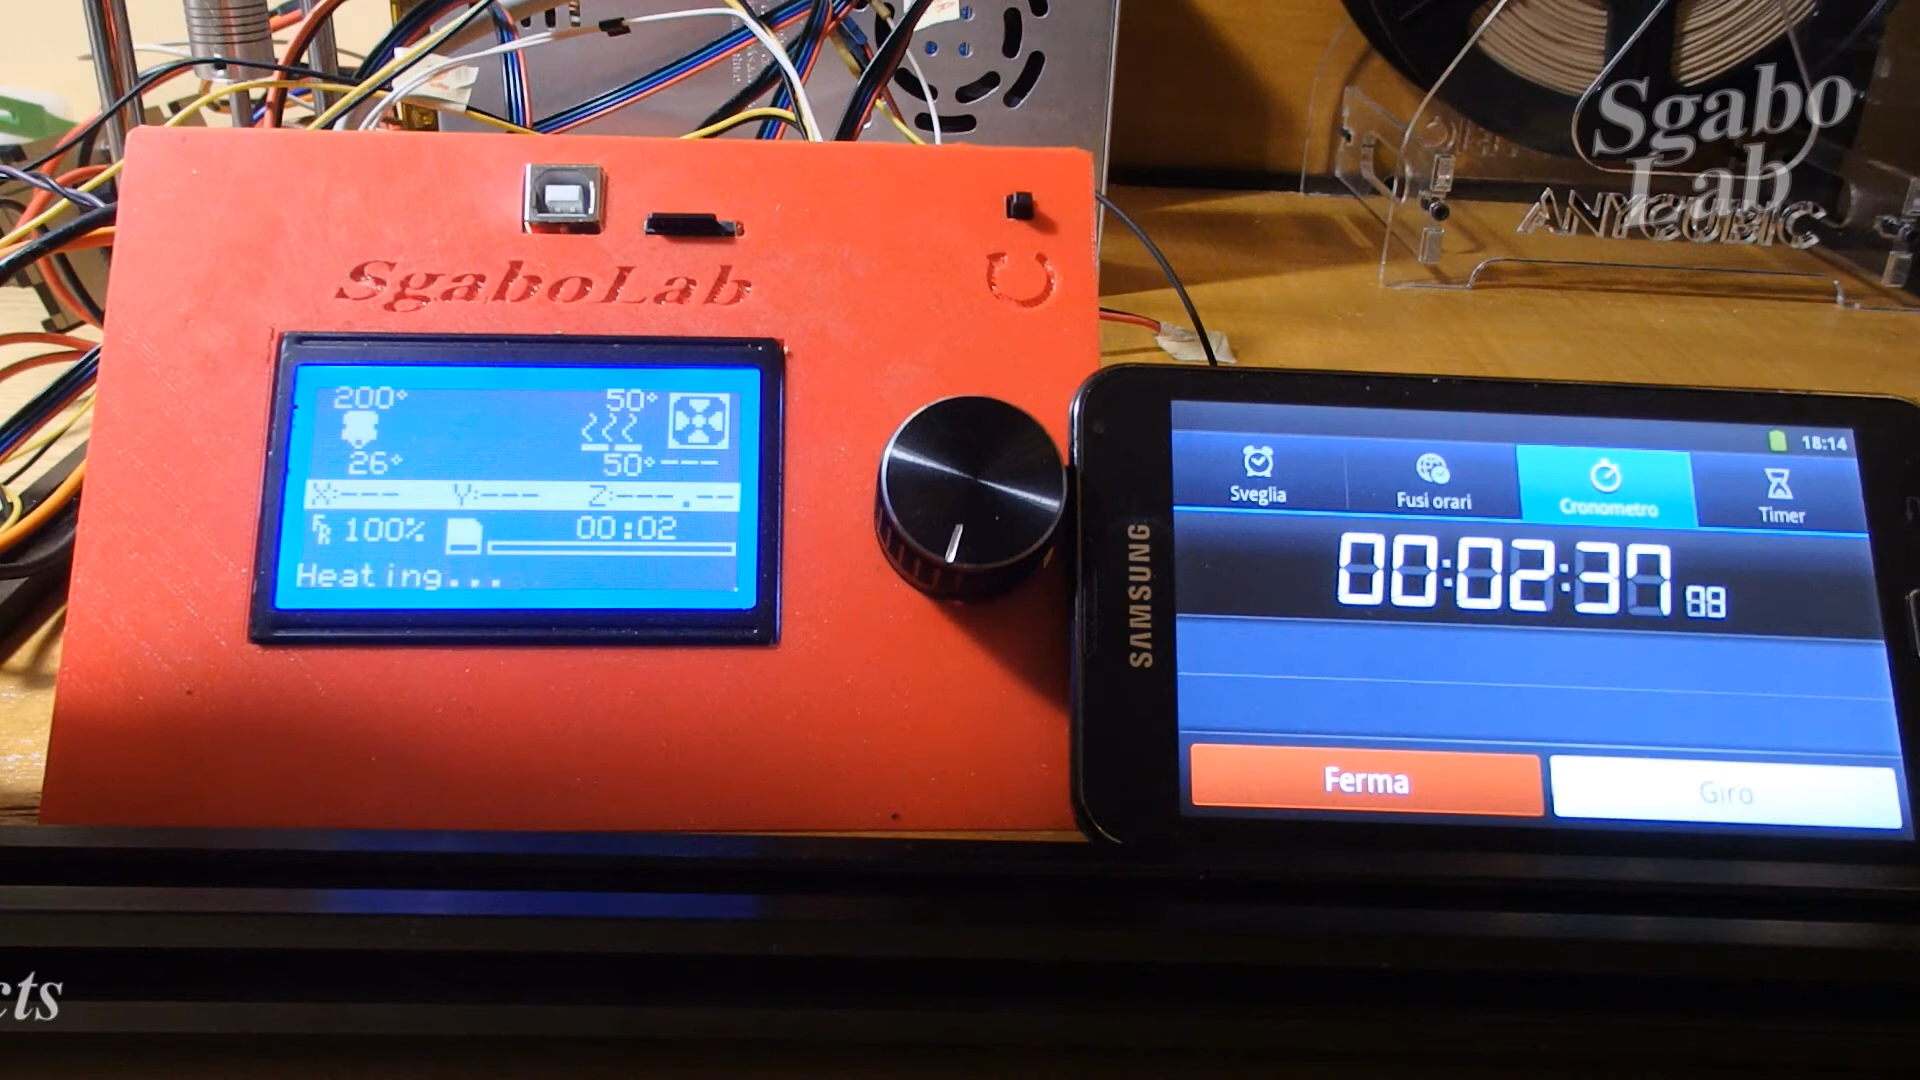 Sgabo
Lab
ANYCUBIC
SgaboLab
200°
50°
26°
50°---
X:--- Y:--- Z:---.--
FR 100%
00:02
Heating...
SAMSUNG
18:14
Sveglia
Fusi orari
Cronometro
Timer
00:02:37
Ferma
Giro
cts